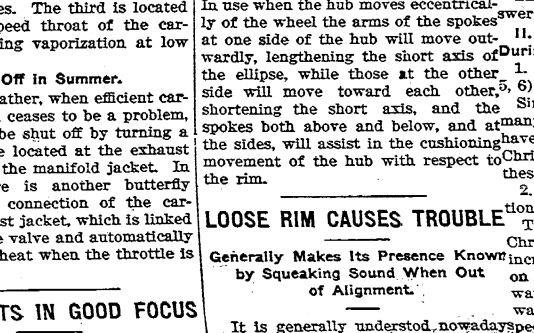 es. The third is located
peed throat of the car-
ing vaporization at low
Off in Summer.
ather, when efficient car-
ceases to be a problem,
be shut off by turning a
e located at the exhaust
the manifold jacket. In
re is another butterfly
connection of the car-
st jacket, which is linked
e valve and automatically
heat when the throttle is
TS IN GOOD FOCUS
In use when the hub moves eccentrical-
ly of the wheel the arms of the spokes
at one side of the hub will move out-
wardly, lengthening the short axis of
the ellipse, while those at the other
side will move toward each other,
shortening the short axis, and the
spokes both above and below, and at
the sides, will assist in the cushioning
movement of the hub with respect to
the rim.
LOOSE RIM CAUSES TROUBLE
Generally Makes Its Presence Known
by Squeaking Sound When Out
of Alignment.
It is generally understod, nowadays
swer
II.
Duri
1.
5, 6)
Si
man
have
Chri
thes
2.
tion
T
Chr
incr
on
wa
wa
spe